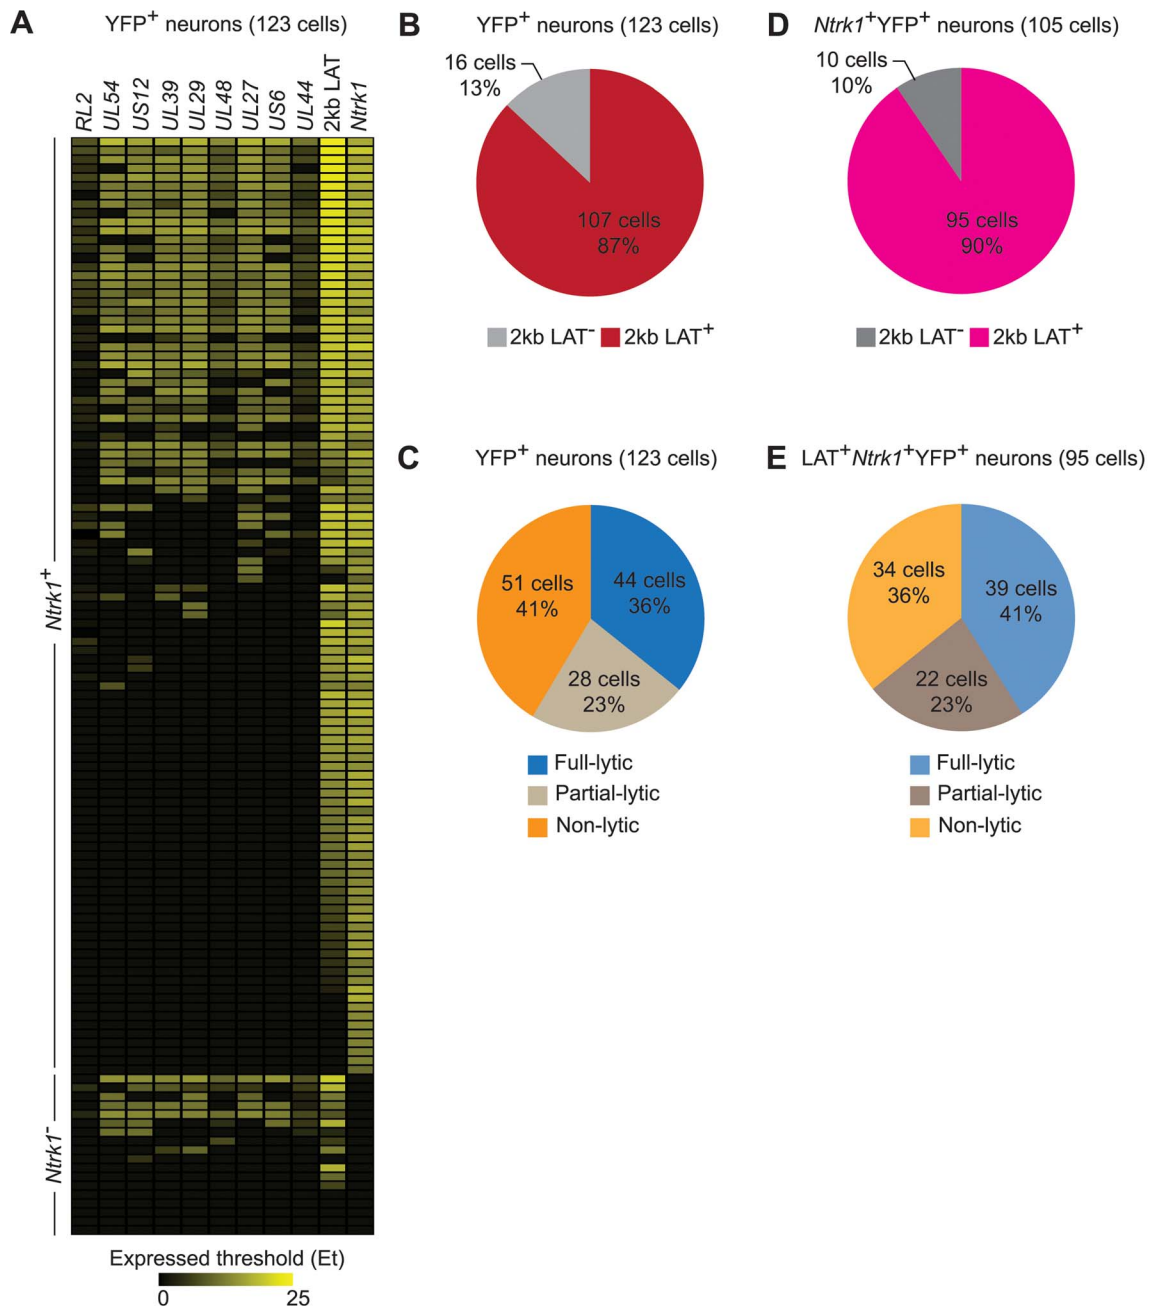 A
YFP+ neurons (123 cells)
RL2
UL54
US12
UL39
UL29
UL48
UL27
US6
UL44
2kb LAT
Ntrk1
Ntrk1+
Ntrk1-
Expressed threshold (Et)
0
25
B
YFP+ neurons (123 cells)
16 cells
13%
107 cells
87%
2kb LAT-
2kb LAT+
D
Ntrk1+YFP+ neurons (105 cells)
10 cells
10%
95 cells
90%
2kb LAT-
2kb LAT+
C
YFP+ neurons (123 cells)
51 cells
41%
44 cells
36%
28 cells
23%
Full-lytic
Partial-lytic
Non-lytic
E
LAT+Ntrk1+YFP+ neurons (95 cells)
34 cells
36%
39 cells
41%
22 cells
23%
Full-lytic
Partial-lytic
Non-lytic